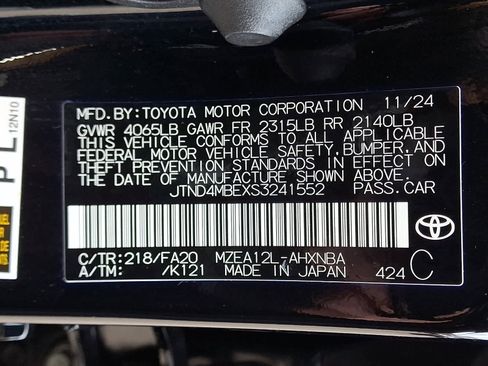 MFD.BY:TOYOTA MOTOR CORPORATION 11/24
GVWR 4065LB GAWR FR 2315LB RR 2140LB
THIS VEHICLE CONFORMS TO ALL APPLICABLE
FEDERAL MOTOR VEHICLE SAFETY,BUMPER,AND
THEFT PREVENTION STANDARDS IN EFFECT ON
THE DATE OF MANUFACTURE SHOWN ABOVE.
JTND4MBEXS3241552 PASS.CAR
C/TR:218/FA20 MZEA12L-AHXNBA
A/TM: /K121 MADE IN JAPAN 424 C
PL
12N10